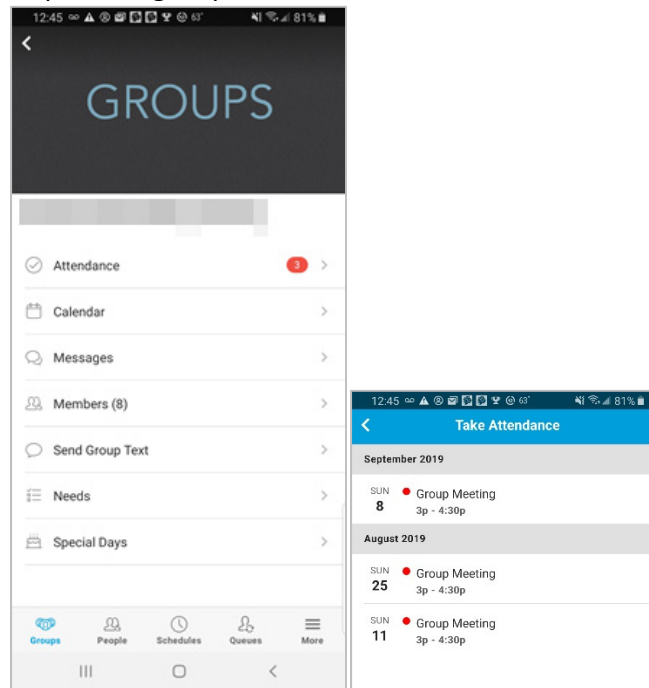 12:45 63° 81%
GROUPS
Attendance 3
Calendar
Messages
Members (8)
Send Group Text
Needs
Special Days
Groups People Schedules Queues More
12:45 63° 81%
Take Attendance
September 2019
SUN
8
Group Meeting
3p - 4:30p
August 2019
SUN
25
Group Meeting
3p - 4:30p
SUN
11
Group Meeting
3p - 4:30p